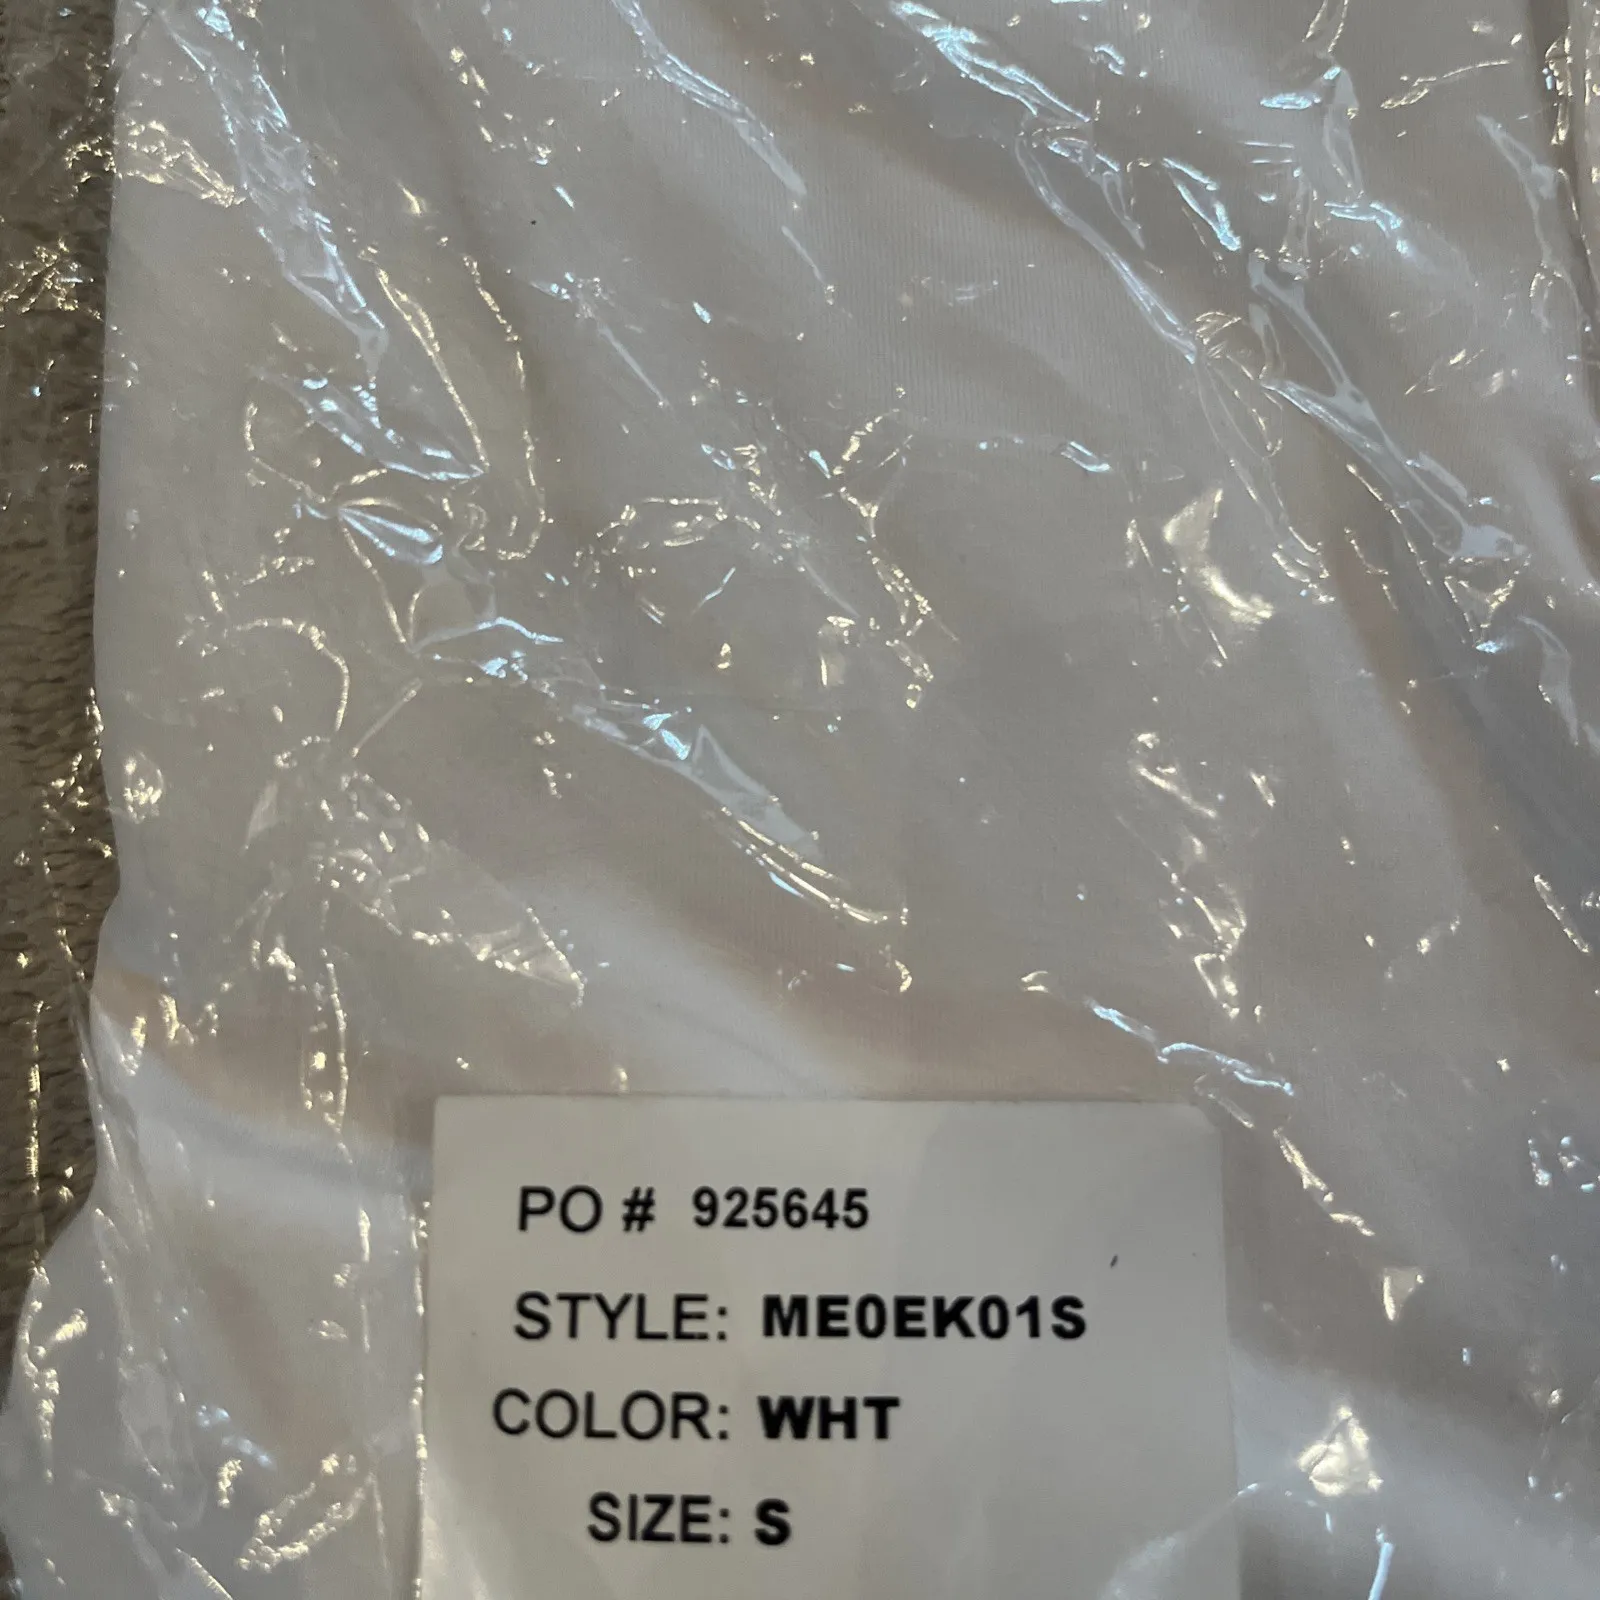 PO # 925645
STYLE: ME0EK01S
COLOR: WHT
SIZE: S